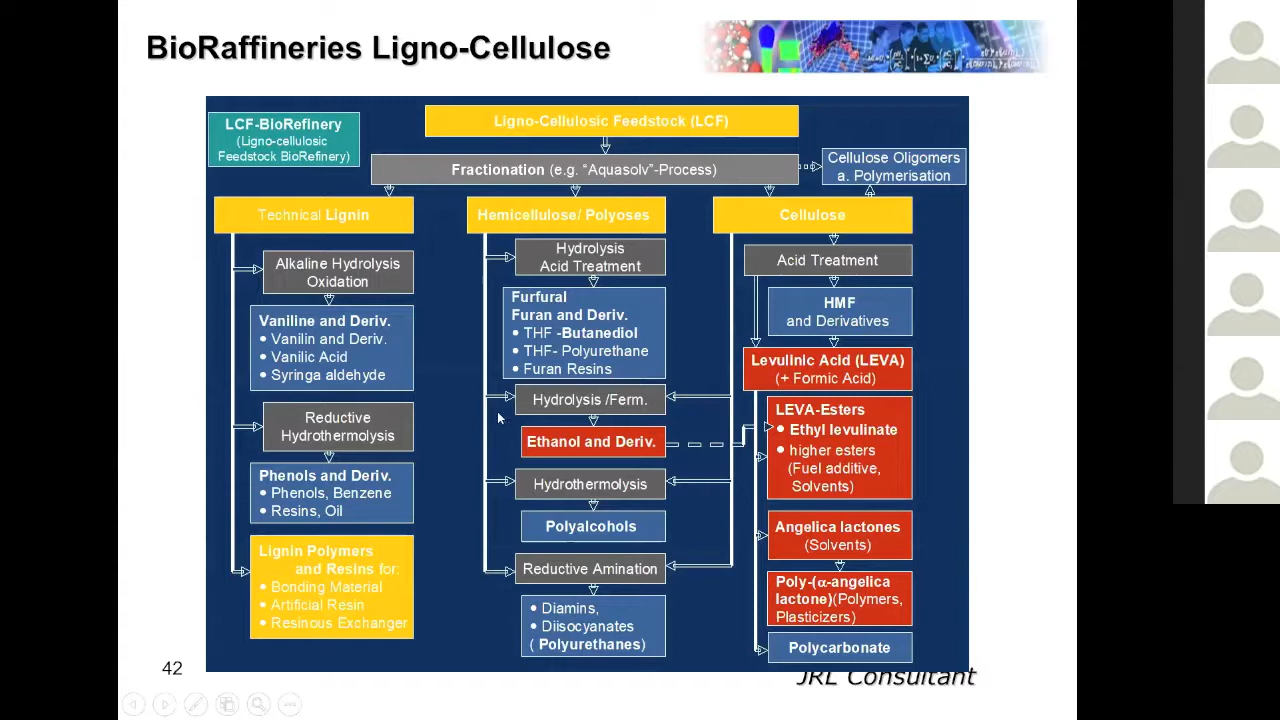 BioRaffineries Ligno-Cellulose
LCF-BioRefinery
(Ligno-cellulosic
Feedstock BioRefinery)
Ligno-Cellulosic Feedstock (LCF)
Fractionation (e.g. “Aquasolv”-Process)
Cellulose Oligomers
a. Polymerisation
Technical Lignin
Alkaline Hydrolysis
Oxidation
Vaniline and Deriv.
• Vanilin and Deriv.
• Vanilic Acid
• Syringa aldehyde
Reductive
Hydrothermolysis
Phenols and Deriv.
• Phenols, Benzene
• Resins, Oil
Lignin Polymers
and Resins for:
• Bonding Material
• Artificial Resin
• Resinous Exchanger
Hemicellulose/ Polyoses
Hydrolysis
Acid Treatment
Furfural
Furan and Deriv.
• THF -Butanediol
• THF- Polyurethane
• Furan Resins
Hydrolysis /Ferm.
Ethanol and Deriv.
Hydrothermolysis
Polyalcohols
Reductive Amination
• Diamins,
• Diisocyanates
( Polyurethanes)
Cellulose
Acid Treatment
HMF
and Derivatives
Levulinic Acid (LEVA)
(+ Formic Acid)
LEVA-Esters
• Ethyl levulinate
• higher esters
(Fuel additive,
Solvents)
Angelica lactones
(Solvents)
Poly-(α-angelica
lactone)(Polymers,
Plasticizers)
Polycarbonate
42
JRL Consultant